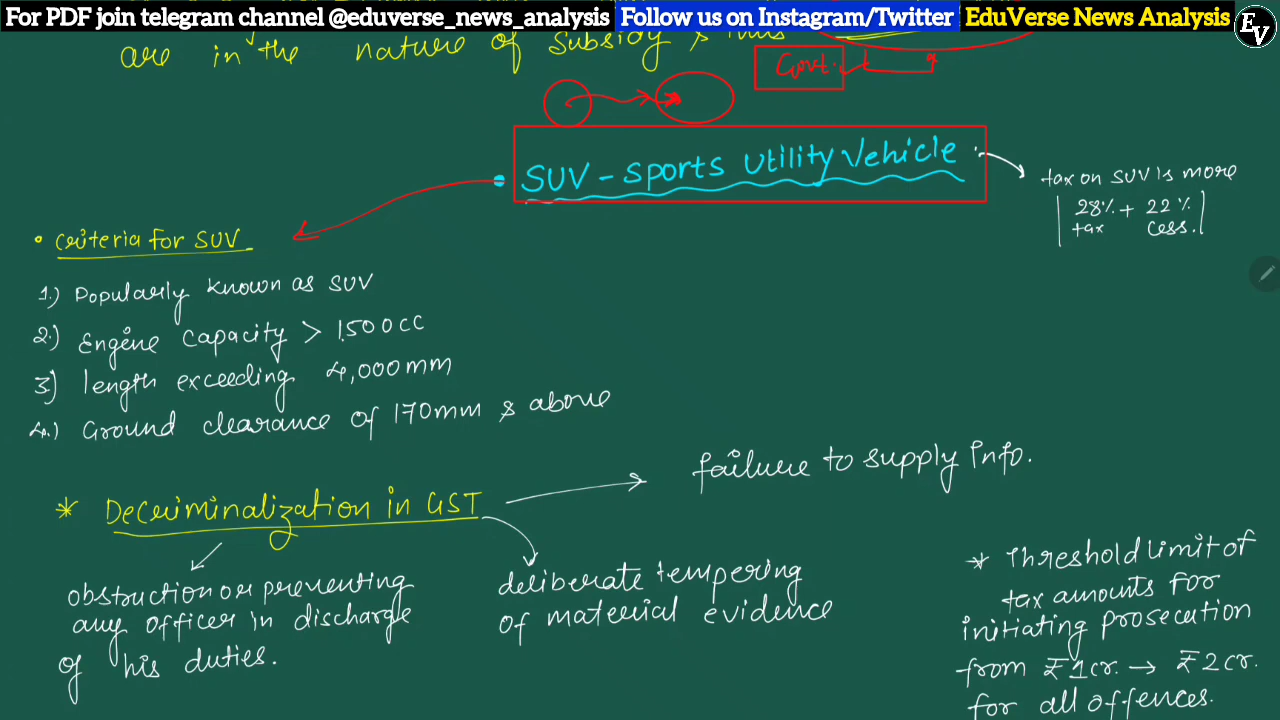 For PDF join telegram channel @eduverse_news_analysis Follow us on Instagram/Twitter EduVerse News Analysis
EV
are in the nature of subsidy & thus
Govt.
SUV - Sports Utility Vehicle
tax on SUV is more
28% + 22%
tax cess.
• Criteria for SUV
1.) Popularly known as SUV
2.) Engine capacity > 1500cc
3) length exceeding 4,000mm
4.) Ground clearance of 170mm & above
failure to supply info.
* Decriminalization in GST
obstruction or preventing
any officer in discharge
of his duties.
deliberate tempering
of material evidence
* Threshold limit of
tax amounts for
initiating prosecution
from ₹1cr. → ₹2cr.
for all offences.